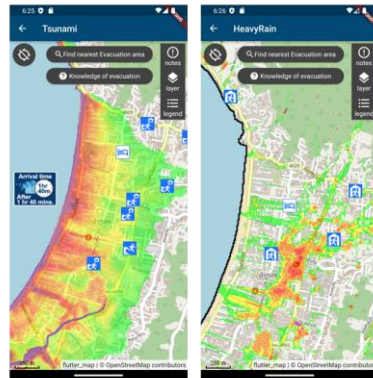 6:25
Tsunami
Find nearest Evacuation area
Knowledge of evacuation
notes
layer
legend
Arrival time
1hr
40m
After
1 hr 40 mins.
flutter_map | © OpenStreetMap contributors
6:26
HeavyRain
Find nearest Evacuation area
Knowledge of evacuation
notes
layer
legend
flutter_map | © OpenStreetMap contributors